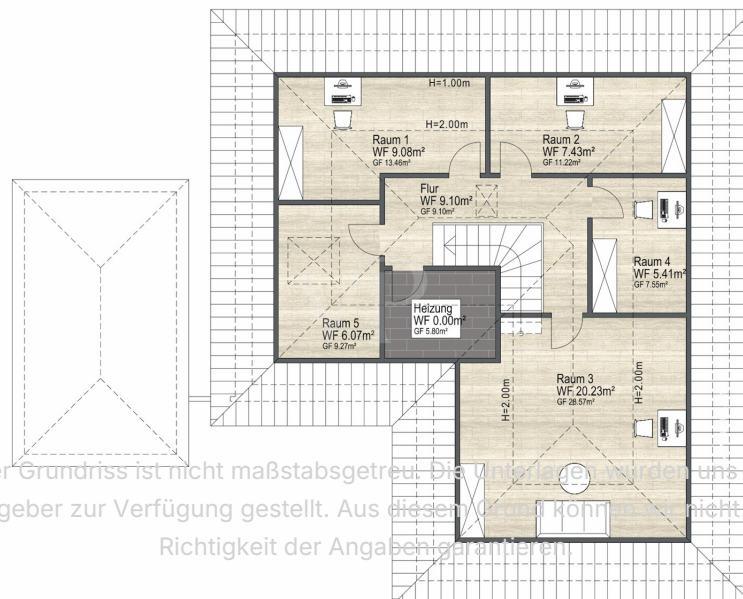 H=1.00m
H=2.00m
Raum 1
WF 9.08m²
GF 13.46m²
Raum 2
WF 7.43m²
GF 11.22m²
Flur
WF 9.10m²
GF 9.10m²
Raum 4
WF 5.41m²
GF 7.55m²
Heizung
WF 0.00m²
GF 5.80m²
Raum 5
WF 6.07m²
GF 9.27m²
Raum 3
WF 20.23m²
GF 28.57m²
H=2.00m
H=2.00m
er Grundriss ist nicht maßstabsgetreu. Die Unterlagen wurden uns
geber zur Verfügung gestellt. Aus diesem Grund können wir nicht
Richtigkeit der Angaben garantieren.